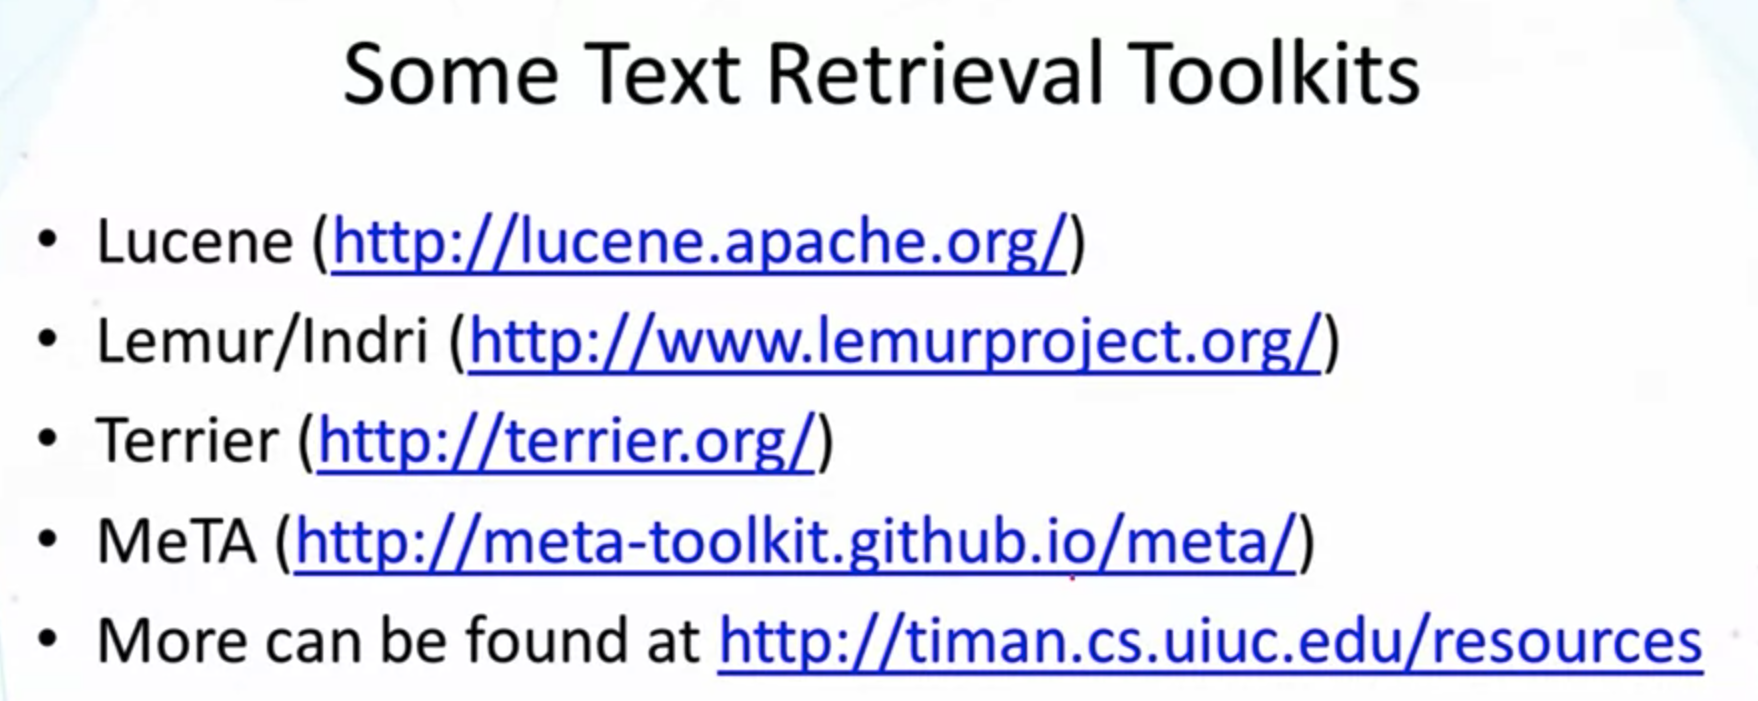 Some Text Retrieval Toolkits
• Lucene (http://lucene.apache.org/)
• Lemur/Indri (http://www.lemurproject.org/)
• Terrier (http://terrier.org/)
• MeTA (http://meta-toolkit.github.io/meta/)
• More can be found at http://timan.cs.uiuc.edu/resources